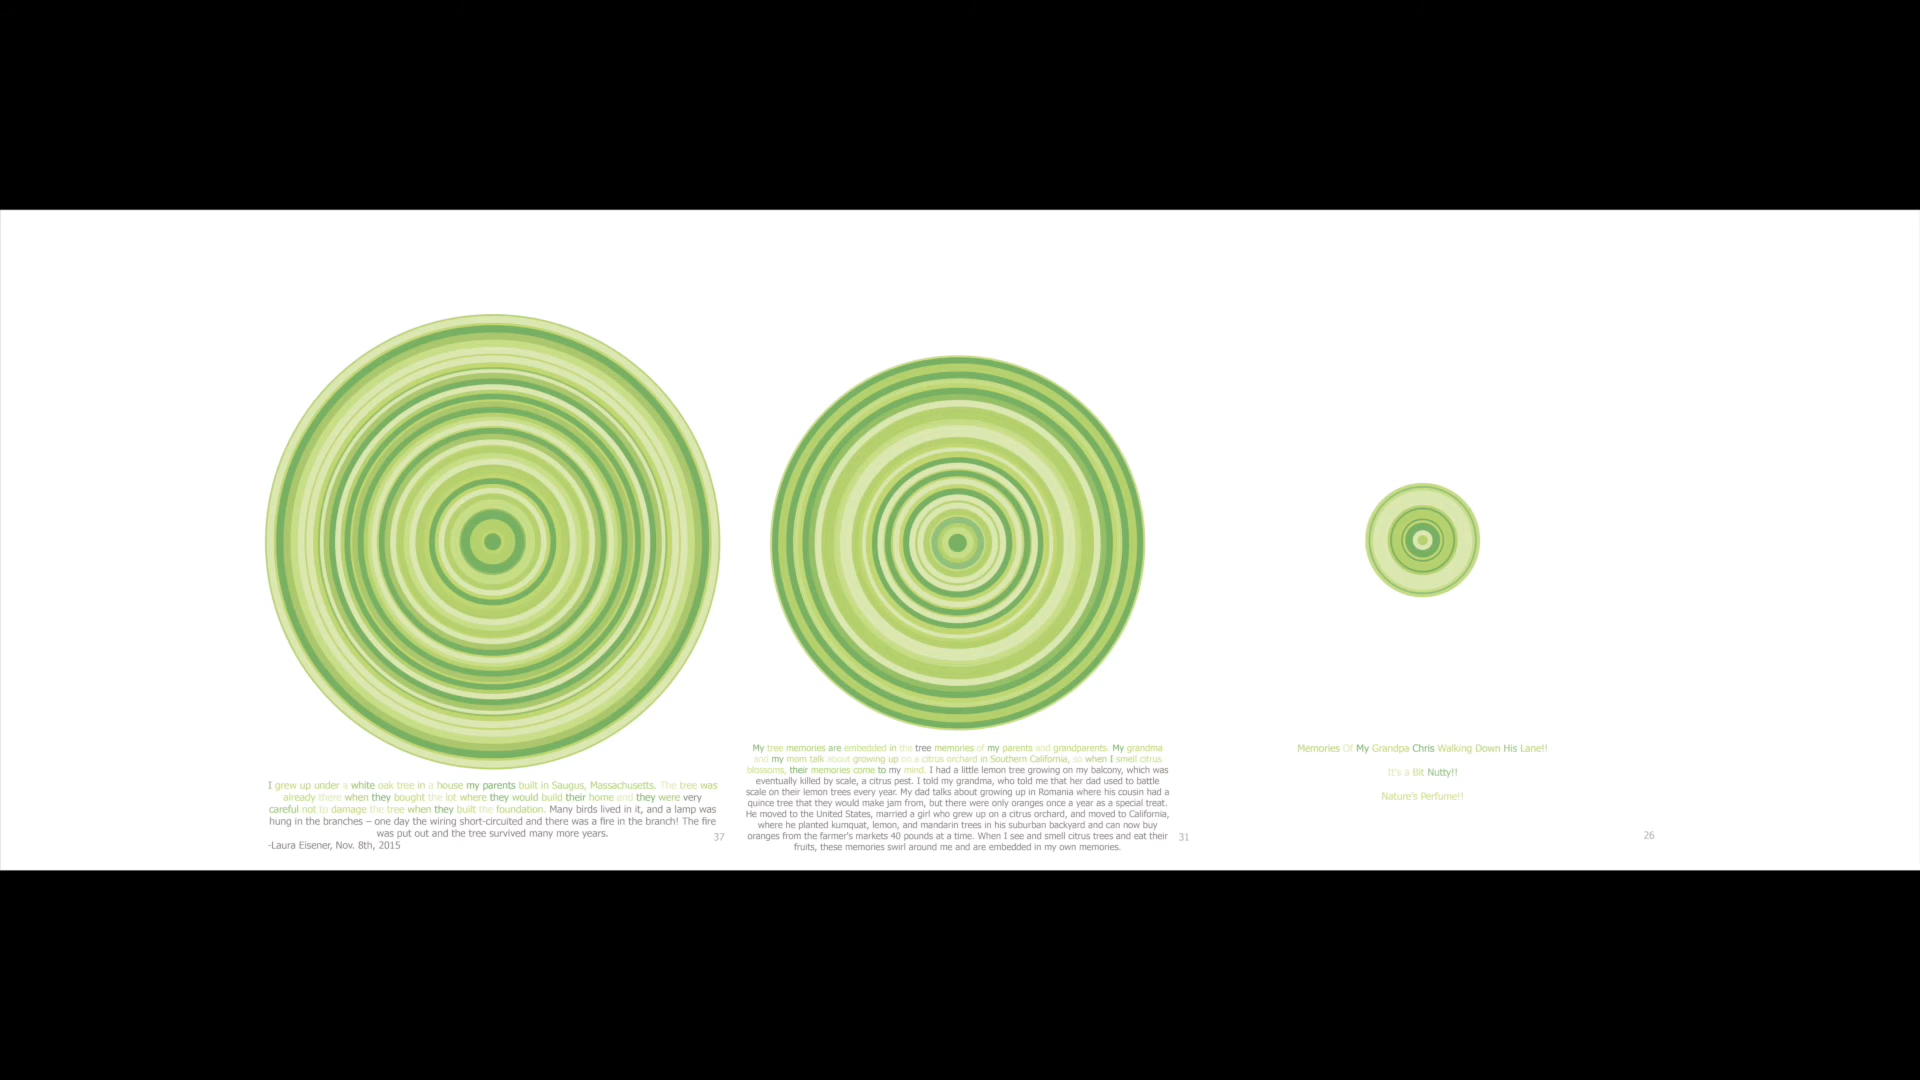 I grew up under a white oak tree in a house my parents built in Saugus, Massachusetts. The tree was
already there when they bought the lot where they would build their home and they were very
careful not to damage the tree when they built the foundation. Many birds lived in it, and a lamp was
hung in the branches – one day the wiring short-circuited and there was a fire in the branch! The fire
was put out and the tree survived many more years.
-Laura Eisener, Nov. 8th, 2015
37
My tree memories are embedded in the tree memories of my parents and grandparents. My grandma
and my mom talk about growing up on a citrus orchard in Southern California, so when I smell citrus
blossoms, their memories come to my mind. I had a little lemon tree growing on my balcony, which was
eventually killed by scale, a citrus pest. I told my grandma, who told me that her dad used to battle
scale on their lemon trees every year. My dad talks about growing up in Romania where his cousin had a
quince tree that they would make jam from, but there were only oranges once a year as a special treat.
He moved to the United States, married a girl who grew up on a citrus orchard, and moved to California,
where he planted kumquat, lemon, and mandarin trees in his suburban backyard and can now buy
oranges from the farmer's markets 40 pounds at a time. When I see and smell citrus trees and eat their
fruits, these memories swirl around me and are embedded in my own memories.
31
Memories Of My Grandpa Chris Walking Down His Lane!!
It's a Bit Nutty!!
Nature's Perfume!!
26